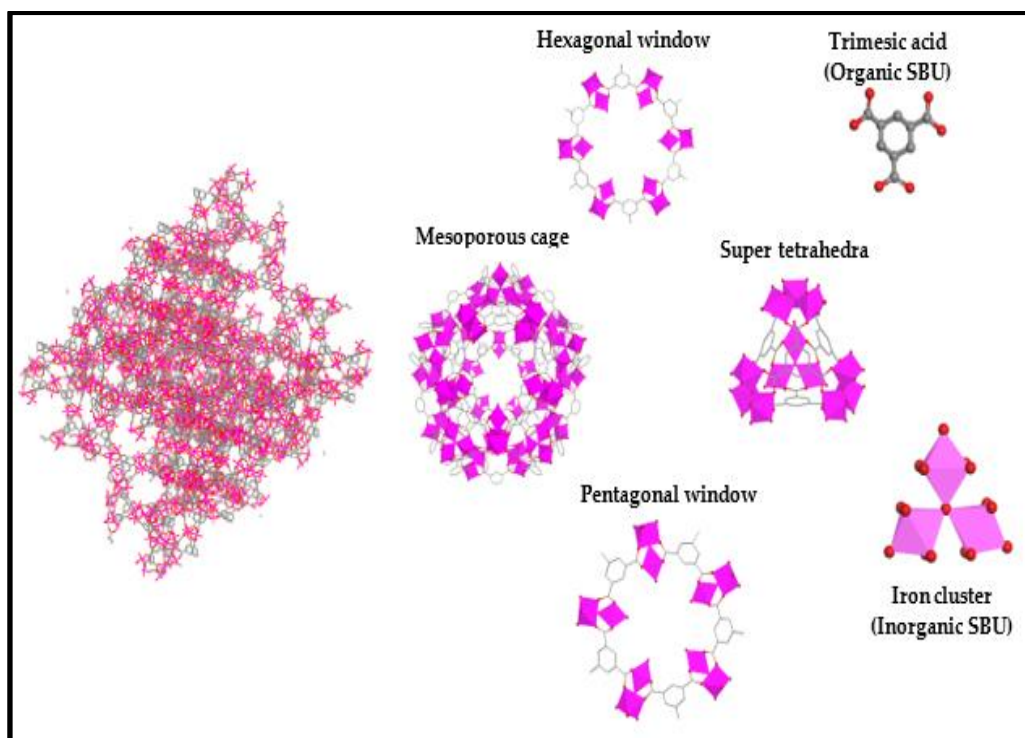 Hexagonal window
Trimesic acid
(Organic SBU)
Mesoporous cage
Super tetrahedra
Pentagonal window
Iron cluster
(Inorganic SBU)